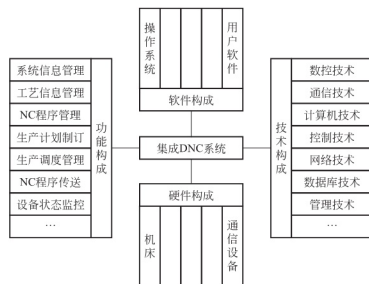 操作系统
用户软件
软件构成
系统信息管理
工艺信息管理
NC程序管理
生产计划制订
生产调度管理
NC程序传送
设备状态监控
…
功能构成
集成DNC系统
技术构成
数控技术
通信技术
计算机技术
控制技术
网络技术
数据库技术
管理技术
…
硬件构成
机床
通信设备